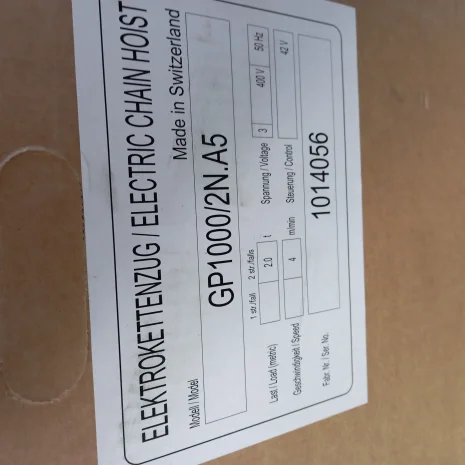 ELEKTROKETTENZUG / ELECTRIC CHAIN HOIST
Made in Switzerland
Modell / Model
GP1000/2N.A5
1 str./fall 2 str./falls
Last / Load (metric) 2.0 t Spannung / Voltage 3 400 V 50 Hz
Geschwindigkeit / Speed 4 m/min Steuerung / Control 42 V
Fabr. Nr. / Ser. No. 1014056